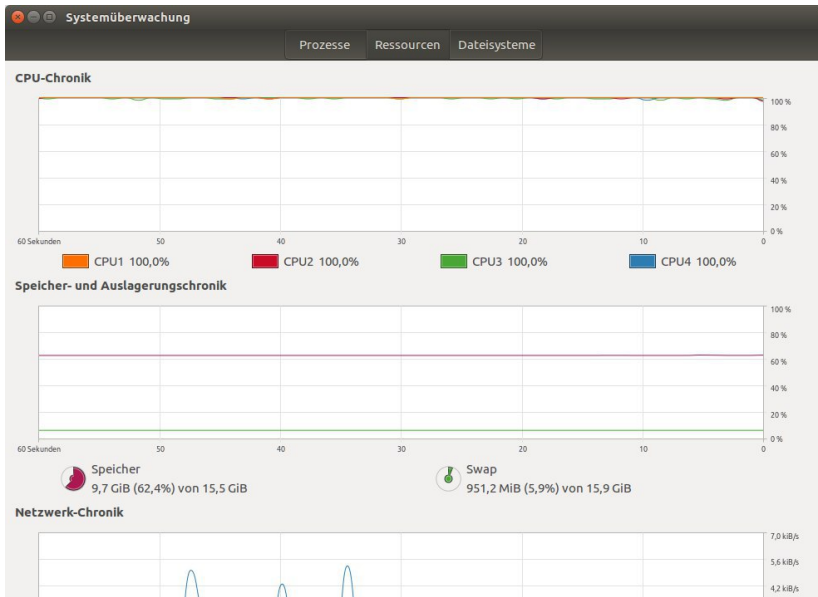 Systemüberwachung
Prozesse Ressourcen Dateisysteme
CPU-Chronik
100 %
80 %
60 %
40 %
20 %
0 %
60 Sekunden 50 40 30 20 10 0
CPU1 100,0% CPU2 100,0% CPU3 100,0% CPU4 100,0%
Speicher- und Auslagerungschronik
100 %
80 %
60 %
40 %
20 %
0 %
60 Sekunden 50 40 30 20 10 0
Speicher
9,7 GiB (62,4%) von 15,5 GiB
Swap
951,2 MiB (5,9%) von 15,9 GiB
Netzwerk-Chronik
7,0 kiB/s
5,6 kiB/s
4,2 kiB/s